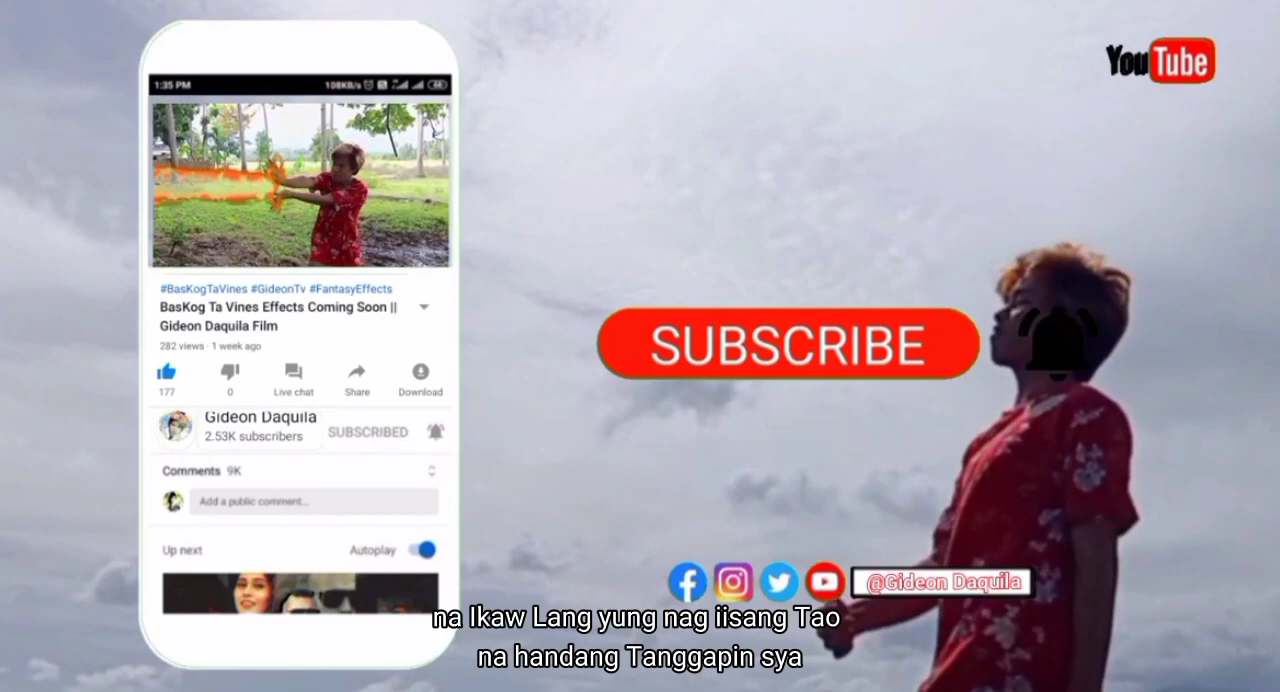 YouTube
1:35 PM
108KB/s
#BasKogTaVines #GideonTv #FantasyEffects
BasKog Ta Vines Effects Coming Soon ||
Gideon Daquila Film
282 views · 1 week ago
177
0
Live chat
Share
Download
Gideon Daquila
2.53K subscribers
SUBSCRIBED
Comments 9K
Add a public comment...
Up next
Autoplay
SUBSCRIBE
@Gideon Daquila
na Ikaw Lang yung nag iisang Tao
na handang Tanggapin sya